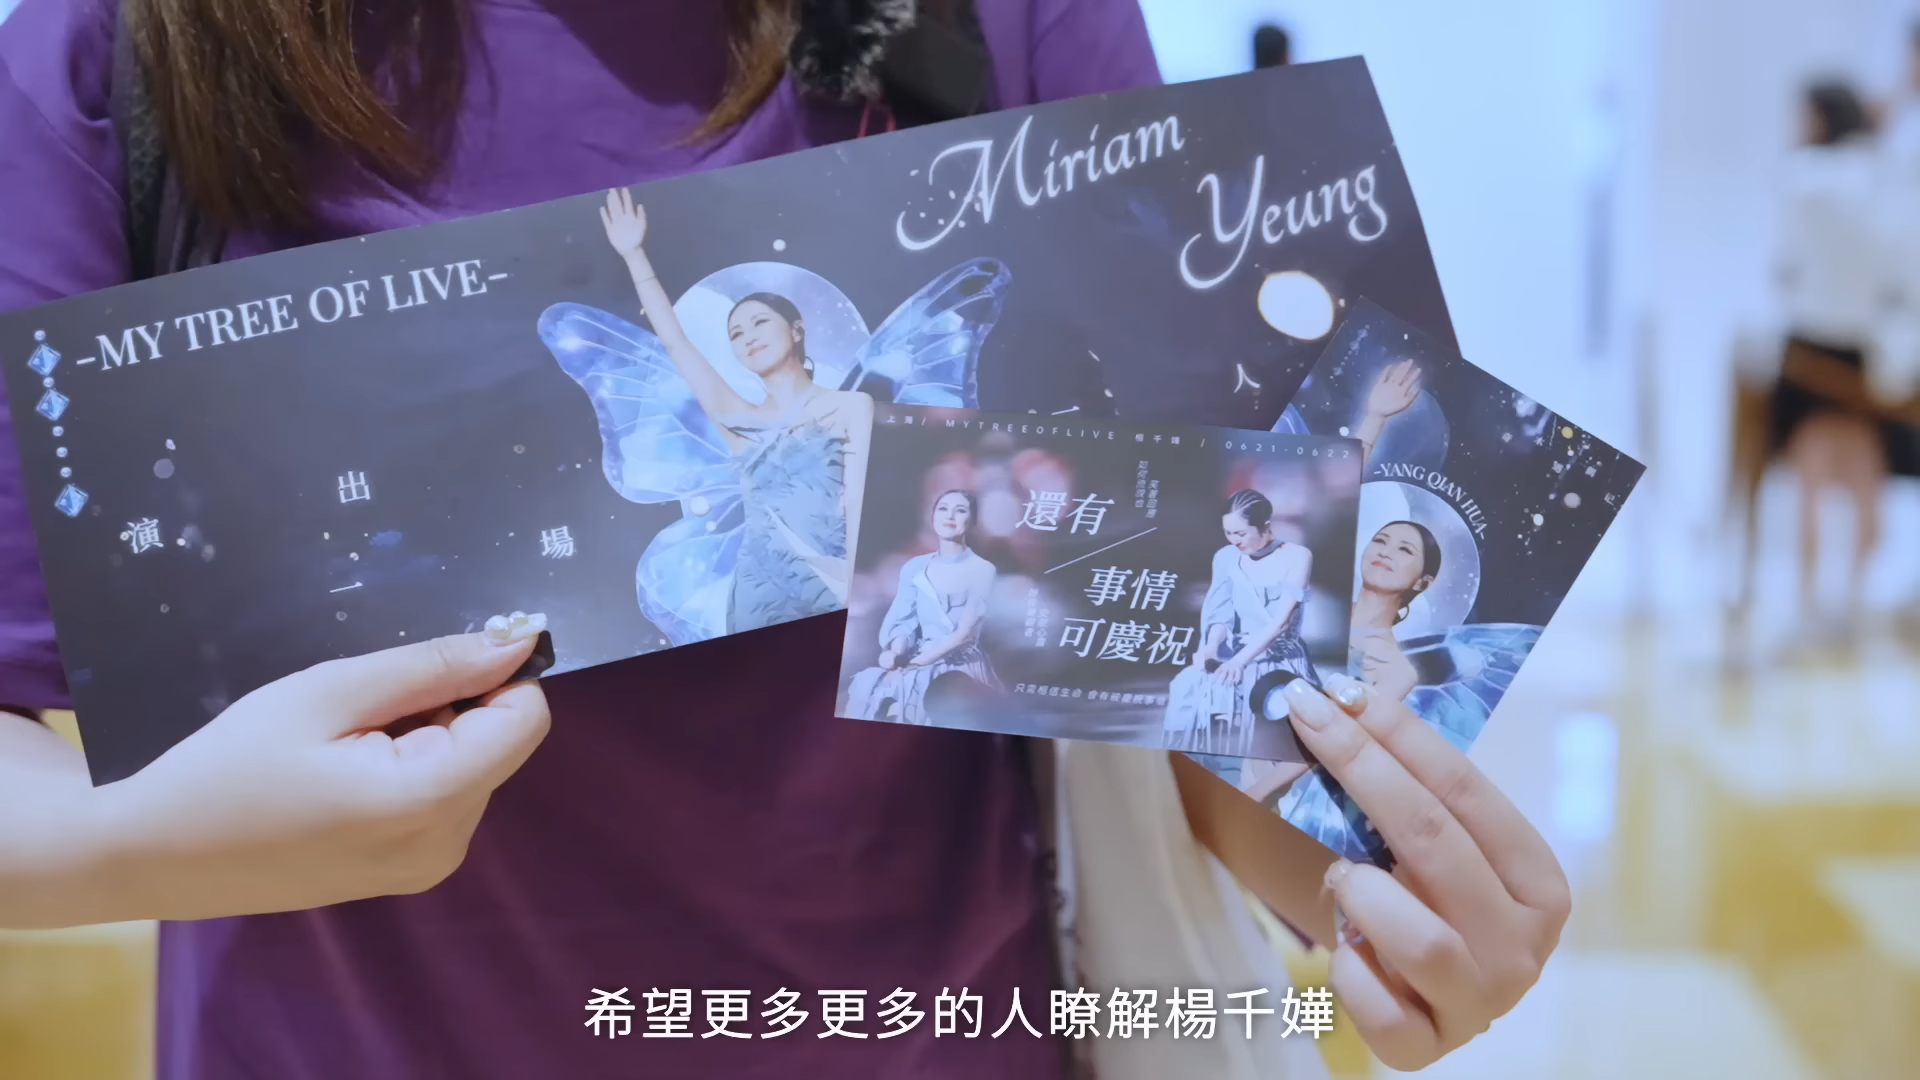 Miriam
Yeung
-MY TREE OF LIVE-
人
一
出
演
場
一
上海 / MYTREEOFLIVE 楊千嬅 / 0621-0622
還有
事情
可慶祝
-YANG QIAN HUA-
希望更多更多的人瞭解楊千嬅